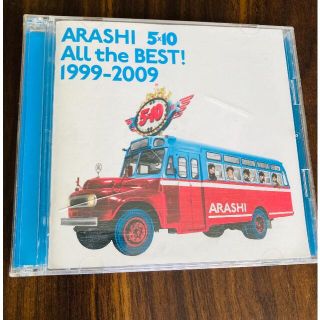 ARASHI 5×10
All the BEST!
1999-2009
5×10
ARASHI